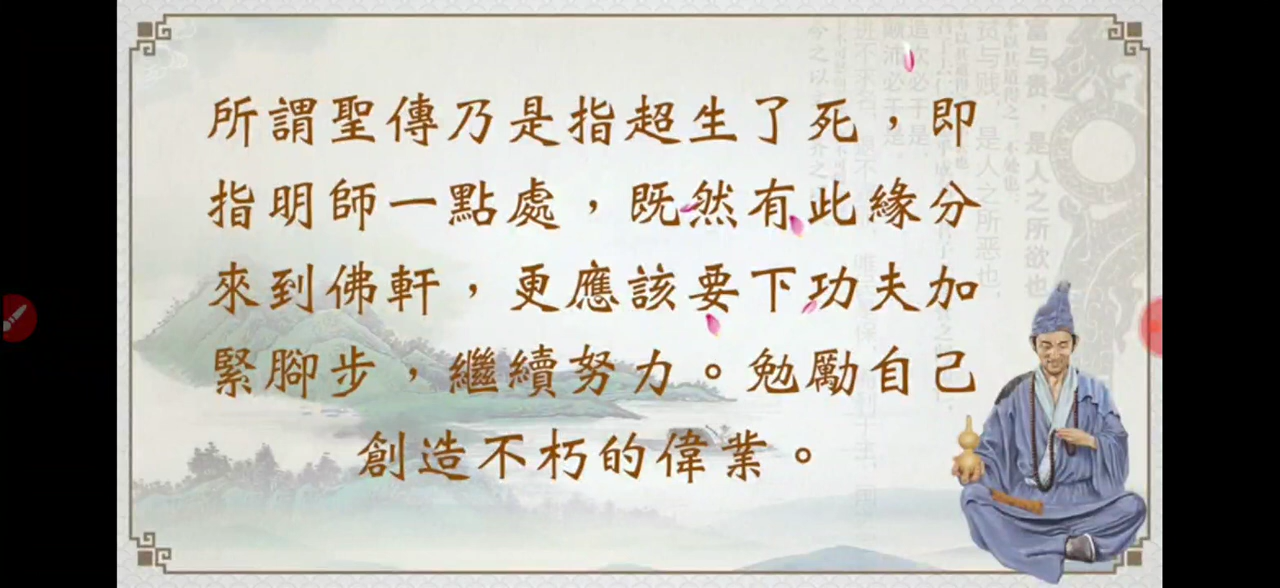 所謂聖傳乃是指超生了死，即
指明師一點處，既然有此緣分
來到佛軒，更應該要下功夫加
緊腳步，繼續努力。勉勵自己
創造不朽的偉業。
富与贵，是人之所欲也
贵与贱，是人之所恶也，